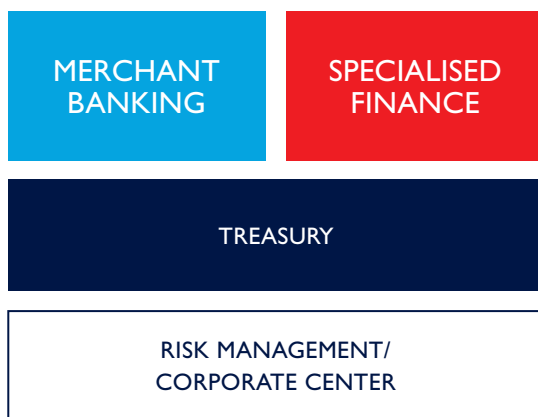 MERCHANT
BANKING
SPECIALISED
FINANCE
TREASURY
RISK MANAGEMENT/
CORPORATE CENTER